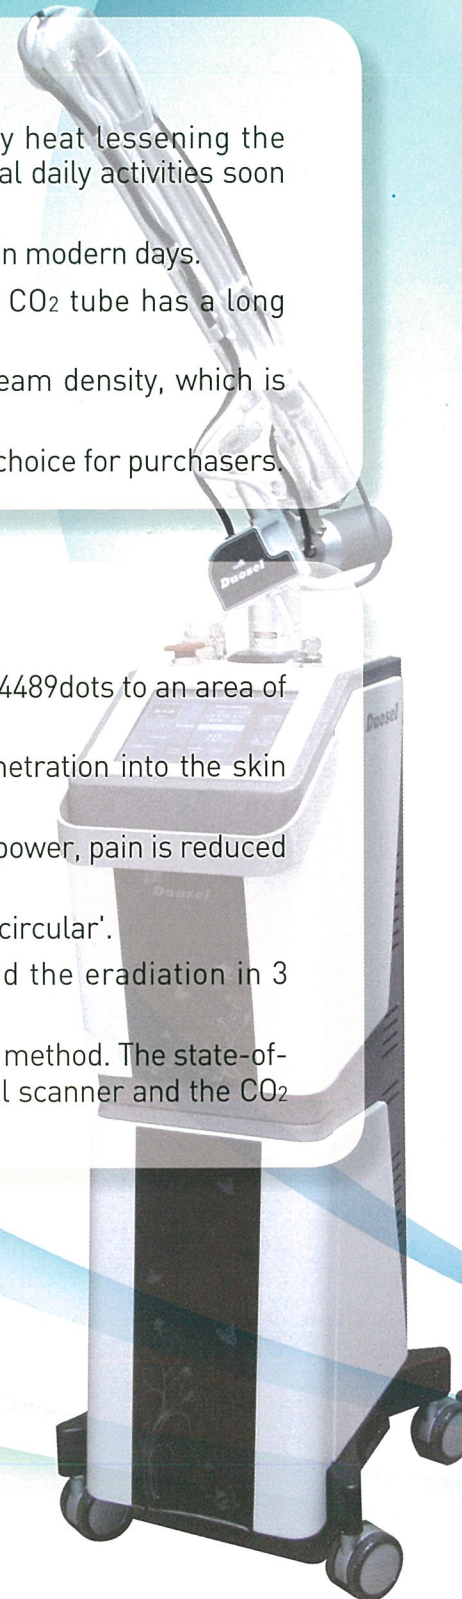 y heat lessening the
al daily activities soon
n modern days.
CO2 tube has a long
eam density, which is
choice for purchasers.
Duosel
4489dots to an area of
Duosel
netration into the skin
power, pain is reduced
Duosel
circular'.
d the eradiation in 3
method. The state-of-
l scanner and the CO2